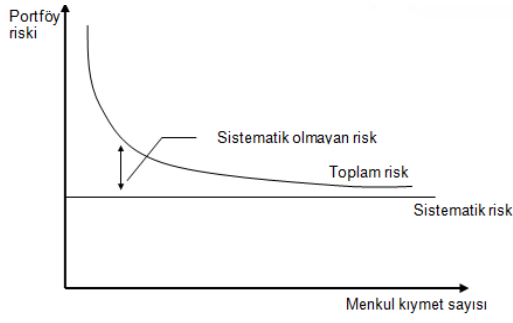 Portföy
riski
Sistematik olmayan risk
Toplam risk
Sistematik risk
Menkul kıymet sayısı